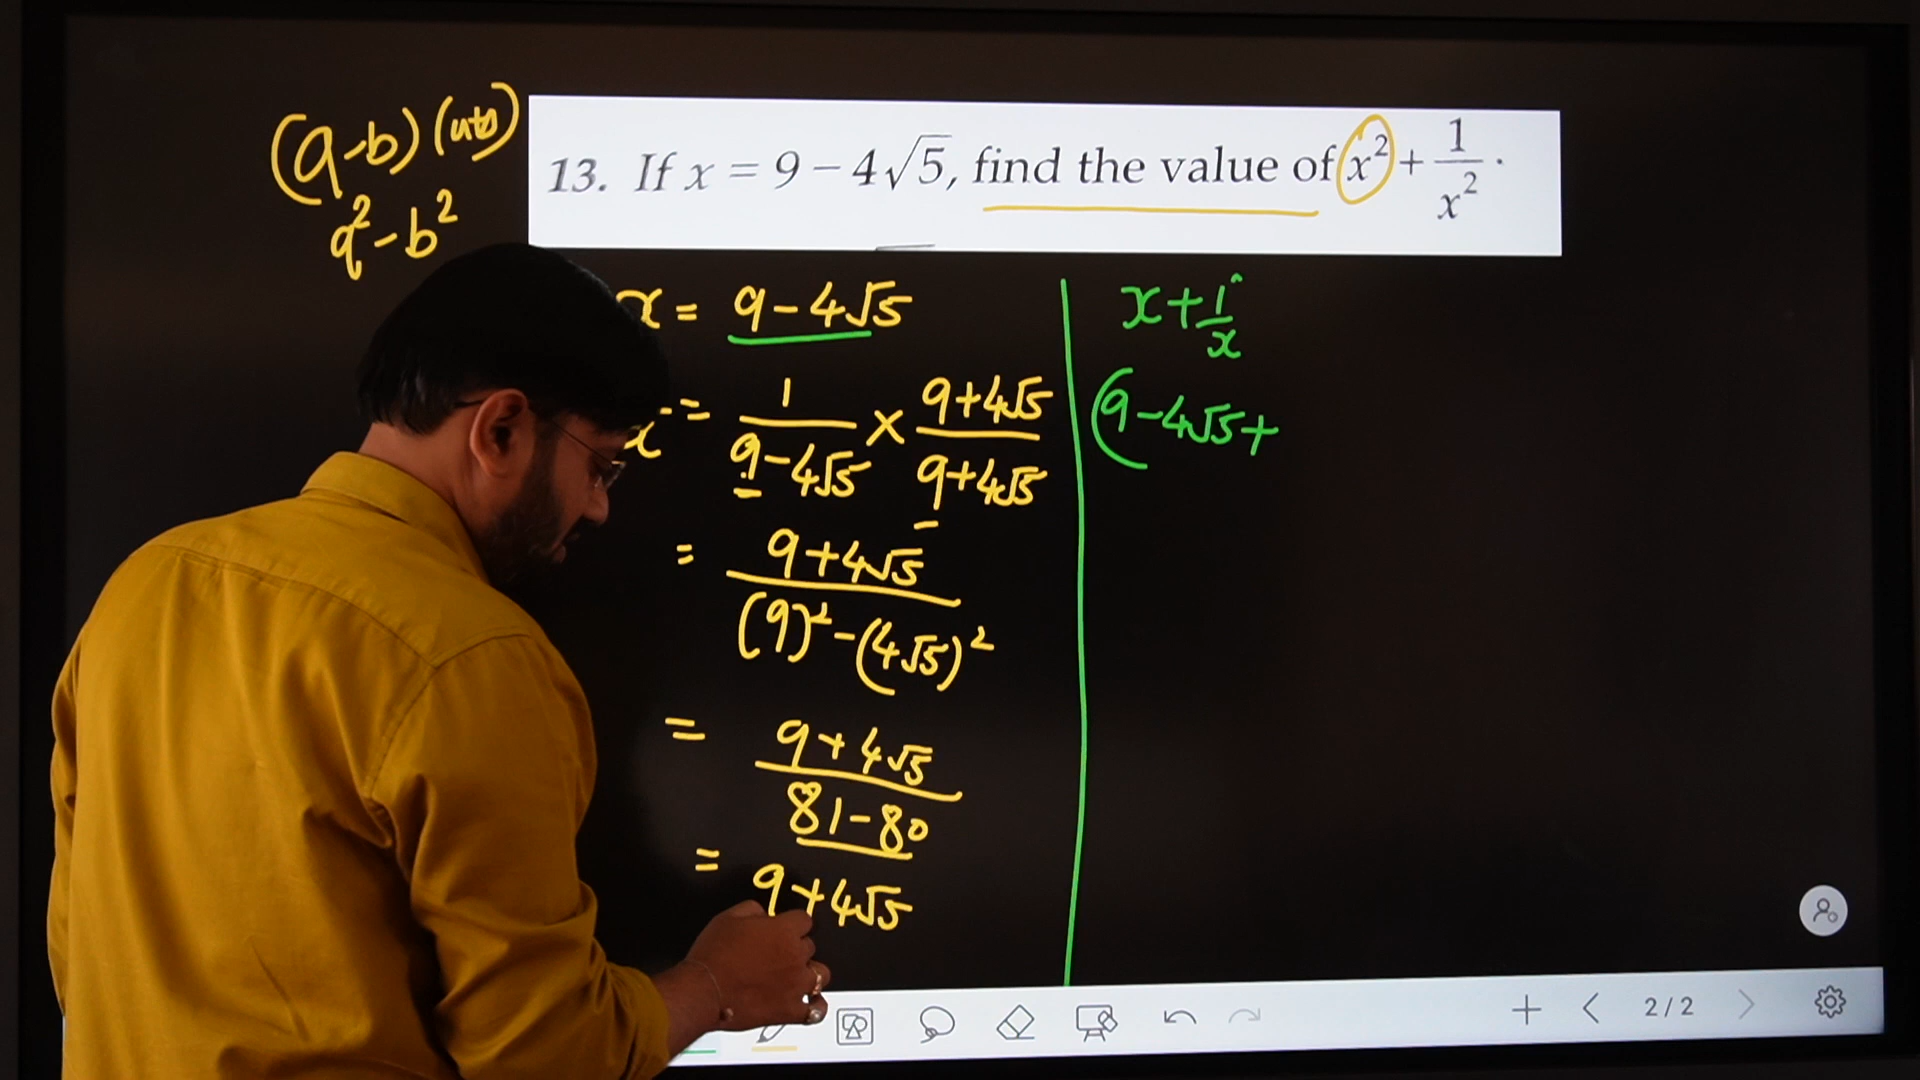 (a-b)(a+b)
a²-b²
13. If x = 9 – 4√5, find the value of x² + 1/x².
x = 9-4√5
x = 1/(9-4√5) × (9+4√5)/(9+4√5)
= (9+4√5)/((9)²-(4√5)²)
= (9+4√5)/(81-80)
= 9+4√5
x+1/x
(9-4√5+
2/2